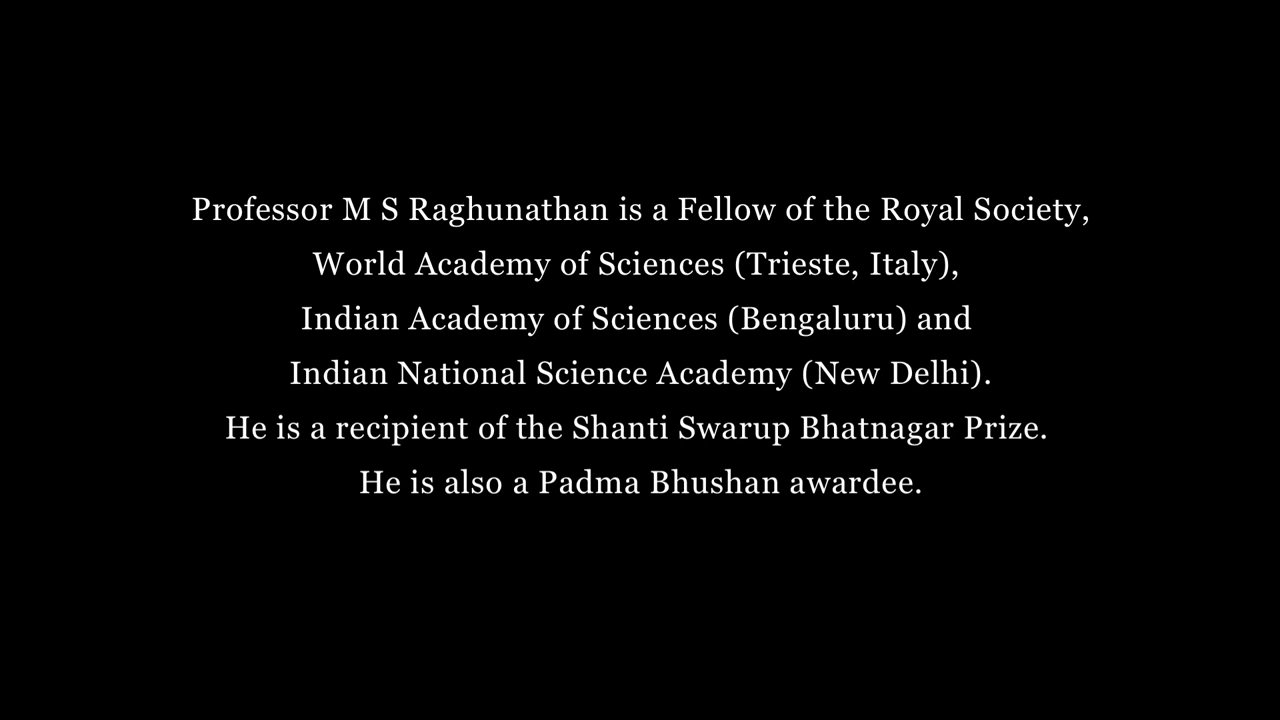 Professor M S Raghunathan is a Fellow of the Royal Society,
World Academy of Sciences (Trieste, Italy),
Indian Academy of Sciences (Bengaluru) and
Indian National Science Academy (New Delhi).
He is a recipient of the Shanti Swarup Bhatnagar Prize.
He is also a Padma Bhushan awardee.